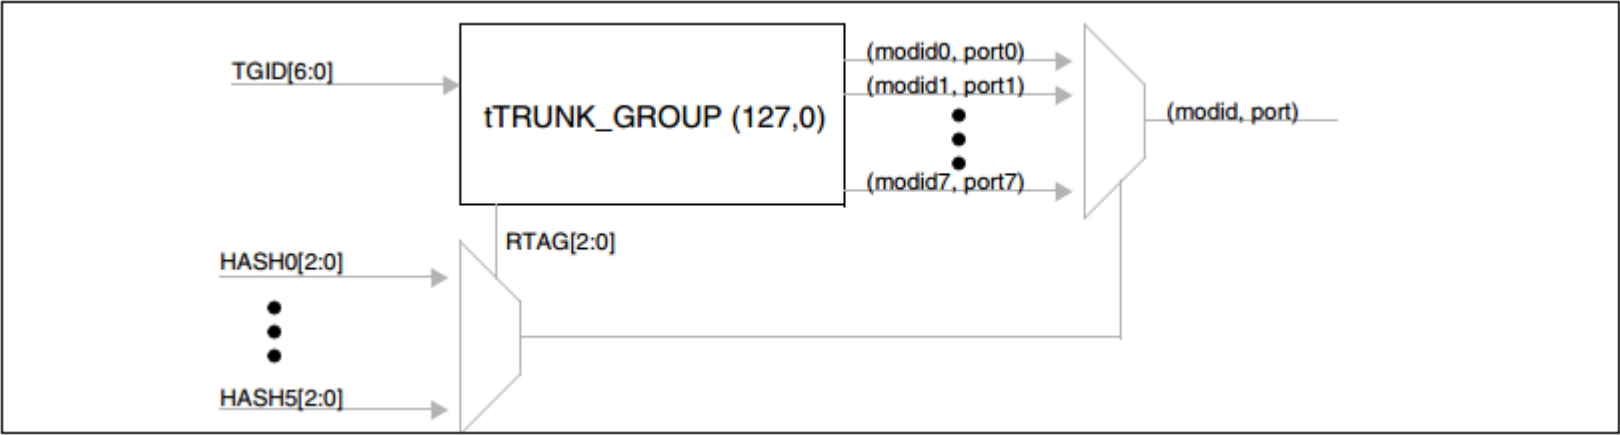 TGID[6:0]
tTRUNK_GROUP (127,0)
(modid0, port0)
(modid1, port1)
(modid7, port7)
(modid, port)
RTAG[2:0]
HASH0[2:0]
HASH5[2:0]